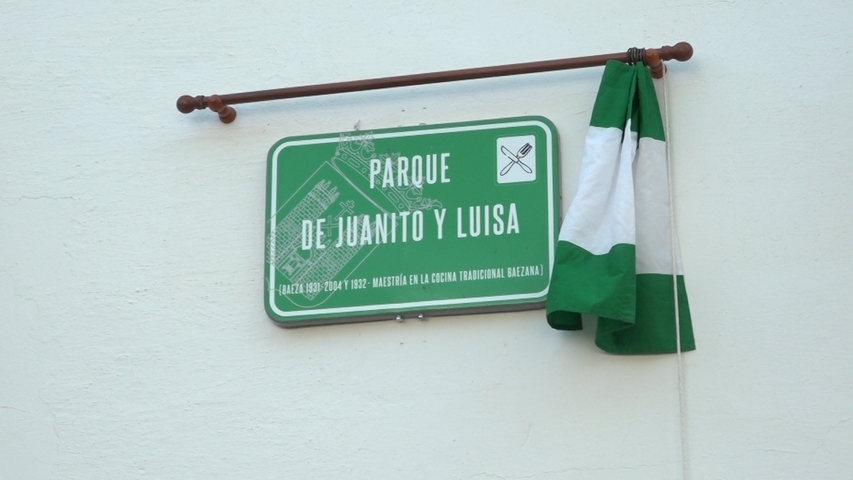 PARQUE
DE JUANITO Y LUISA
(BAEZA 1931-2004 Y 1932- MAESTRÍA EN LA COCINA TRADICIONAL BAEZANA)